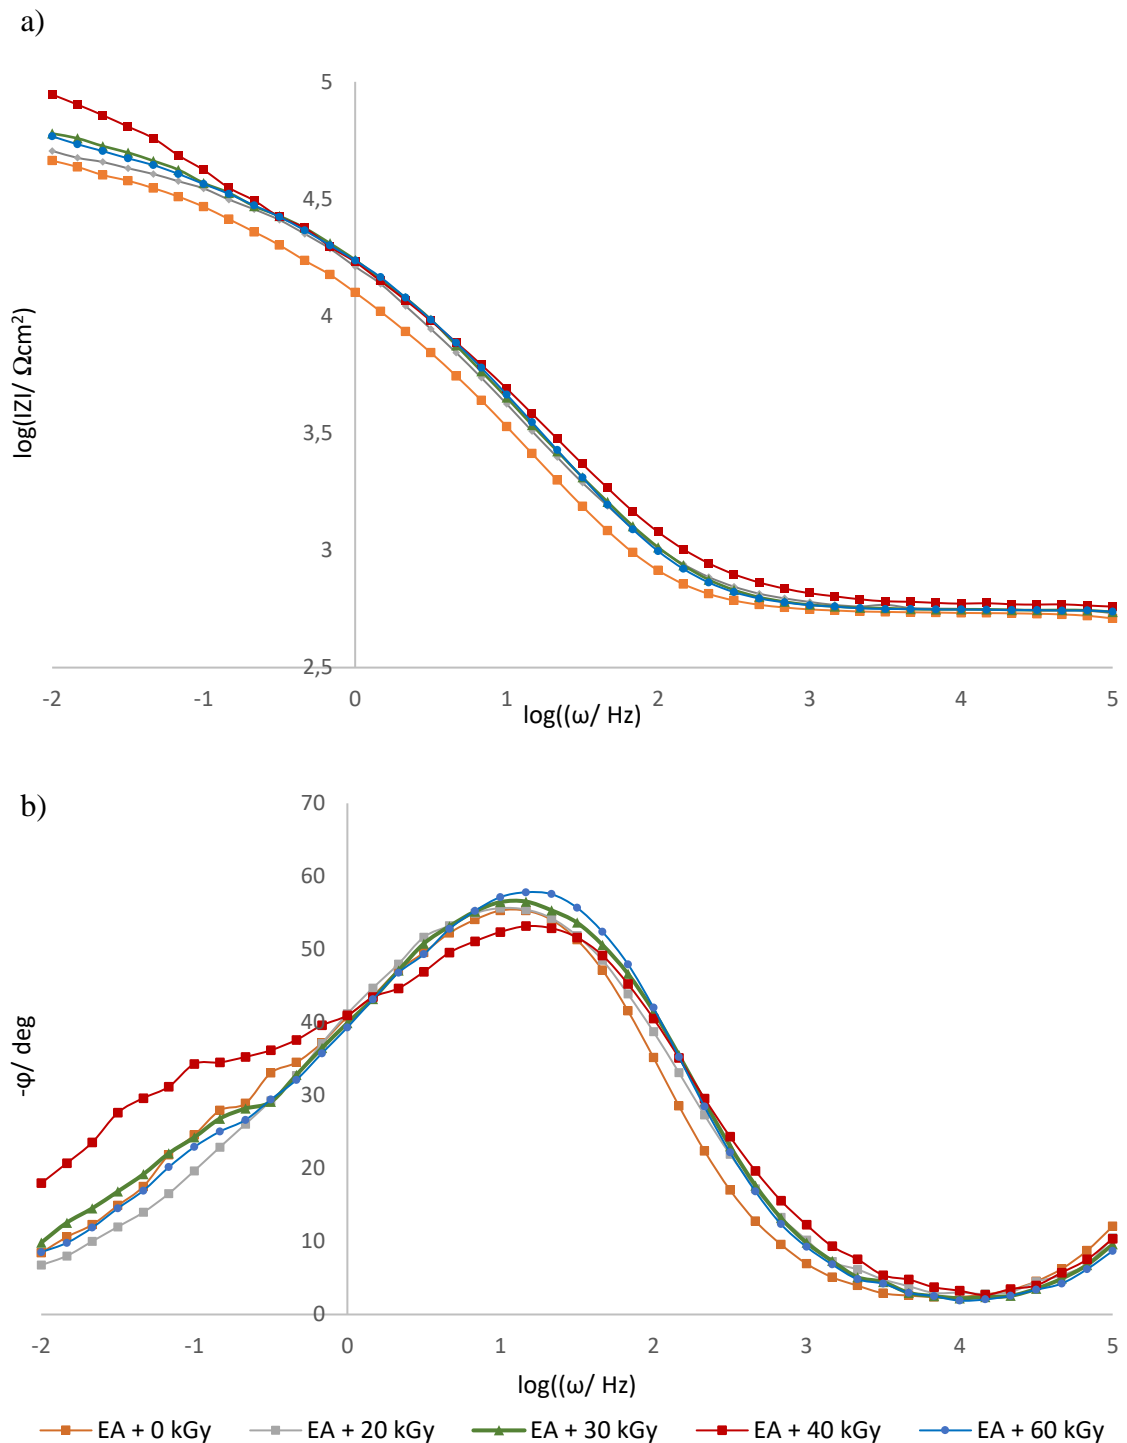 a)
5
4,5
4
3,5
3
2,5
log(IZI/ Ωcm²)
-2 -1 0 1 2 3 4 5
log((ω/ Hz)
b)
70
60
50
40
30
20
10
0
-φ/ deg
-2 -1 0 1 2 3 4 5
log((ω/ Hz)
EA + 0 kGy EA + 20 kGy EA + 30 kGy EA + 40 kGy EA + 60 kGy